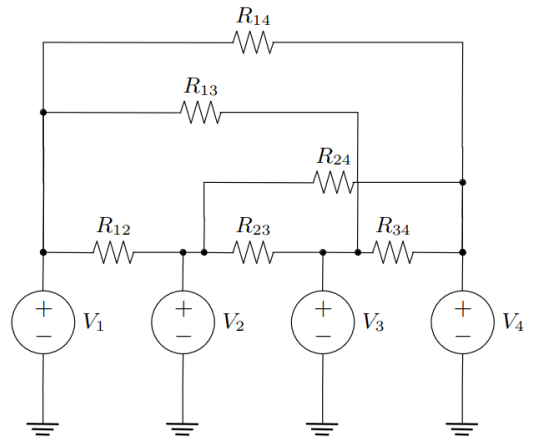 R₁₄
R₁₃
R₂₄
R₁₂ R₂₃ R₃₄
+ + + +
− − − −
V₁ V₂ V₃ V₄